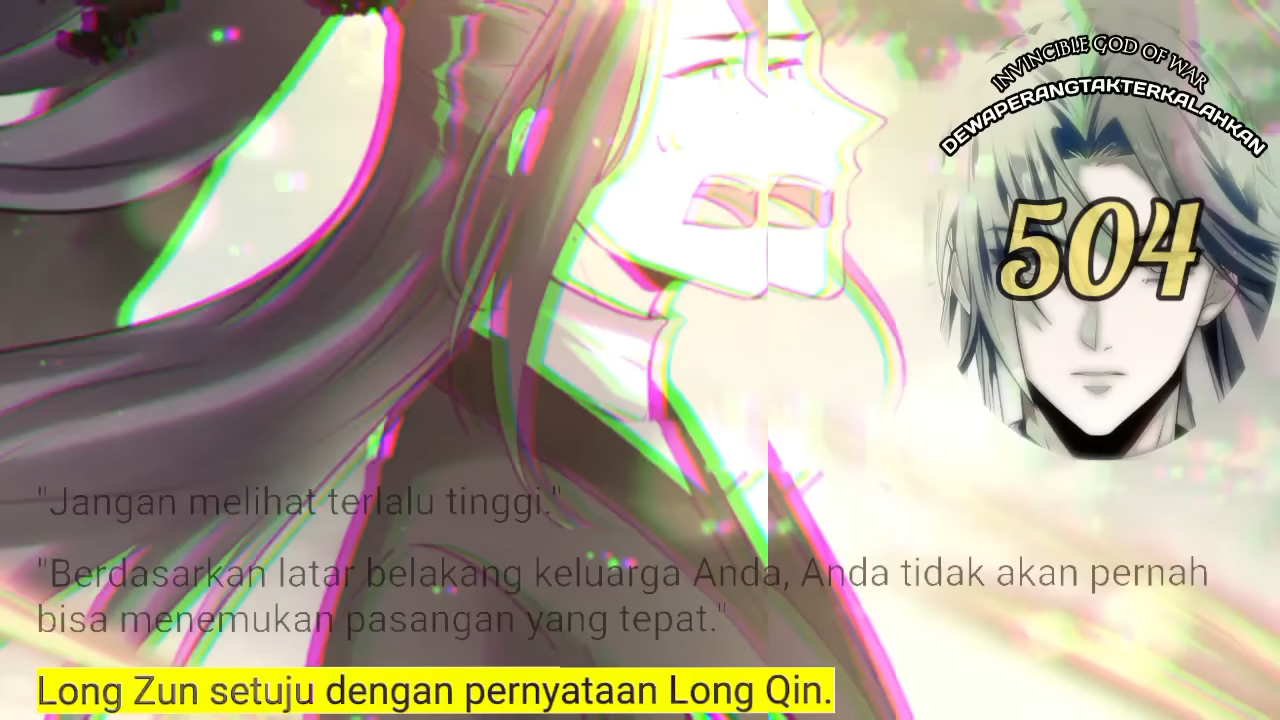 INVINCIBLE GOD OF WAR
DEWAPERANGTAKTERKALAHKAN
504
"Jangan melihat terlalu tinggi."
"Berdasarkan latar belakang keluarga Anda, Anda tidak akan pernah
bisa menemukan pasangan yang tepat."
Long Zun setuju dengan pernyataan Long Qin.